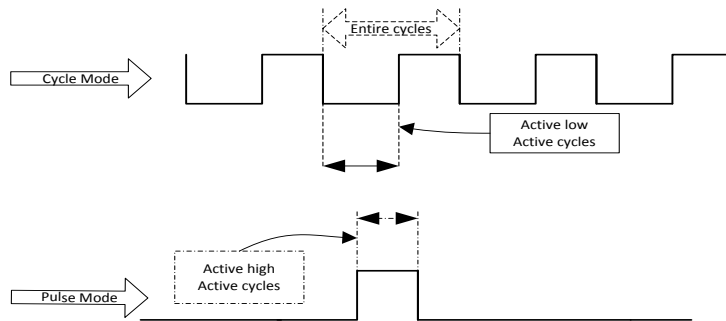 Entire cycles
Cycle Mode
Active low
Active cycles
Active high
Active cycles
Pulse Mode